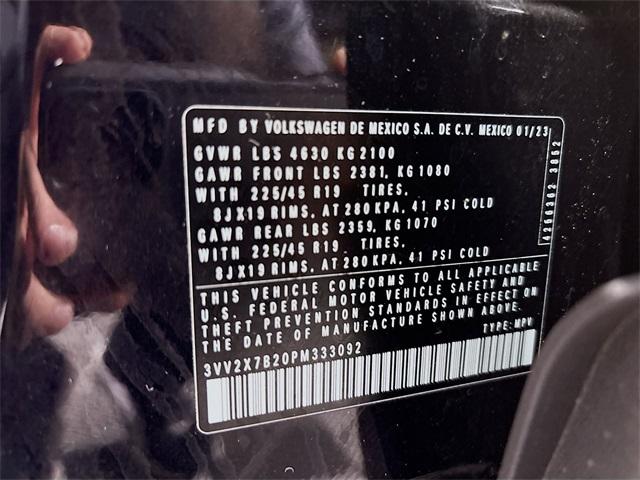 MFD BY VOLKSWAGEN DE MEXICO S.A. DE C.V. MEXICO 01/23
GVWR LBS 4630 KG 2100
GAWR FRONT LBS 2381, KG 1080
WITH 225/45 R19 TIRES,
8JX19 RIMS, AT 280 KPA, 41 PSI COLD
GAWR REAR LBS 2359, KG 1070
WITH 225/45 R19 TIRES,
8JX19 RIMS, AT 280 KPA, 41 PSI COLD
4256362 3052
THIS VEHICLE CONFORMS TO ALL APPLICABLE
U.S. FEDERAL MOTOR VEHICLE SAFETY AND
THEFT PREVENTION STANDARDS IN EFFECT ON
THE DATE OF MANUFACTURE SHOWN ABOVE.
TYPE: MPV
3VV2X7B20PM333092